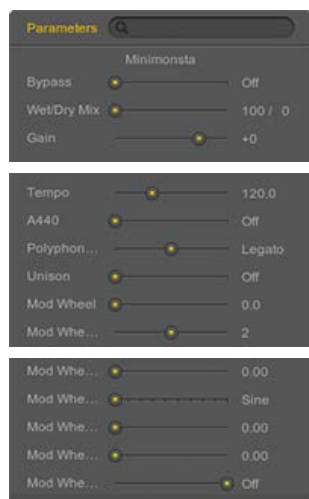 Parameters
Minimonsta
Bypass Off
Wet/Dry Mix 100 / 0
Gain +0
Tempo 120.0
A440 Off
Polyphon... Legato
Unison Off
Mod Wheel 0.0
Mod Whe... 2
Mod Whe... 0.00
Mod Whe... Sine
Mod Whe... 0.00
Mod Whe... 0.00
Mod Whe... Off